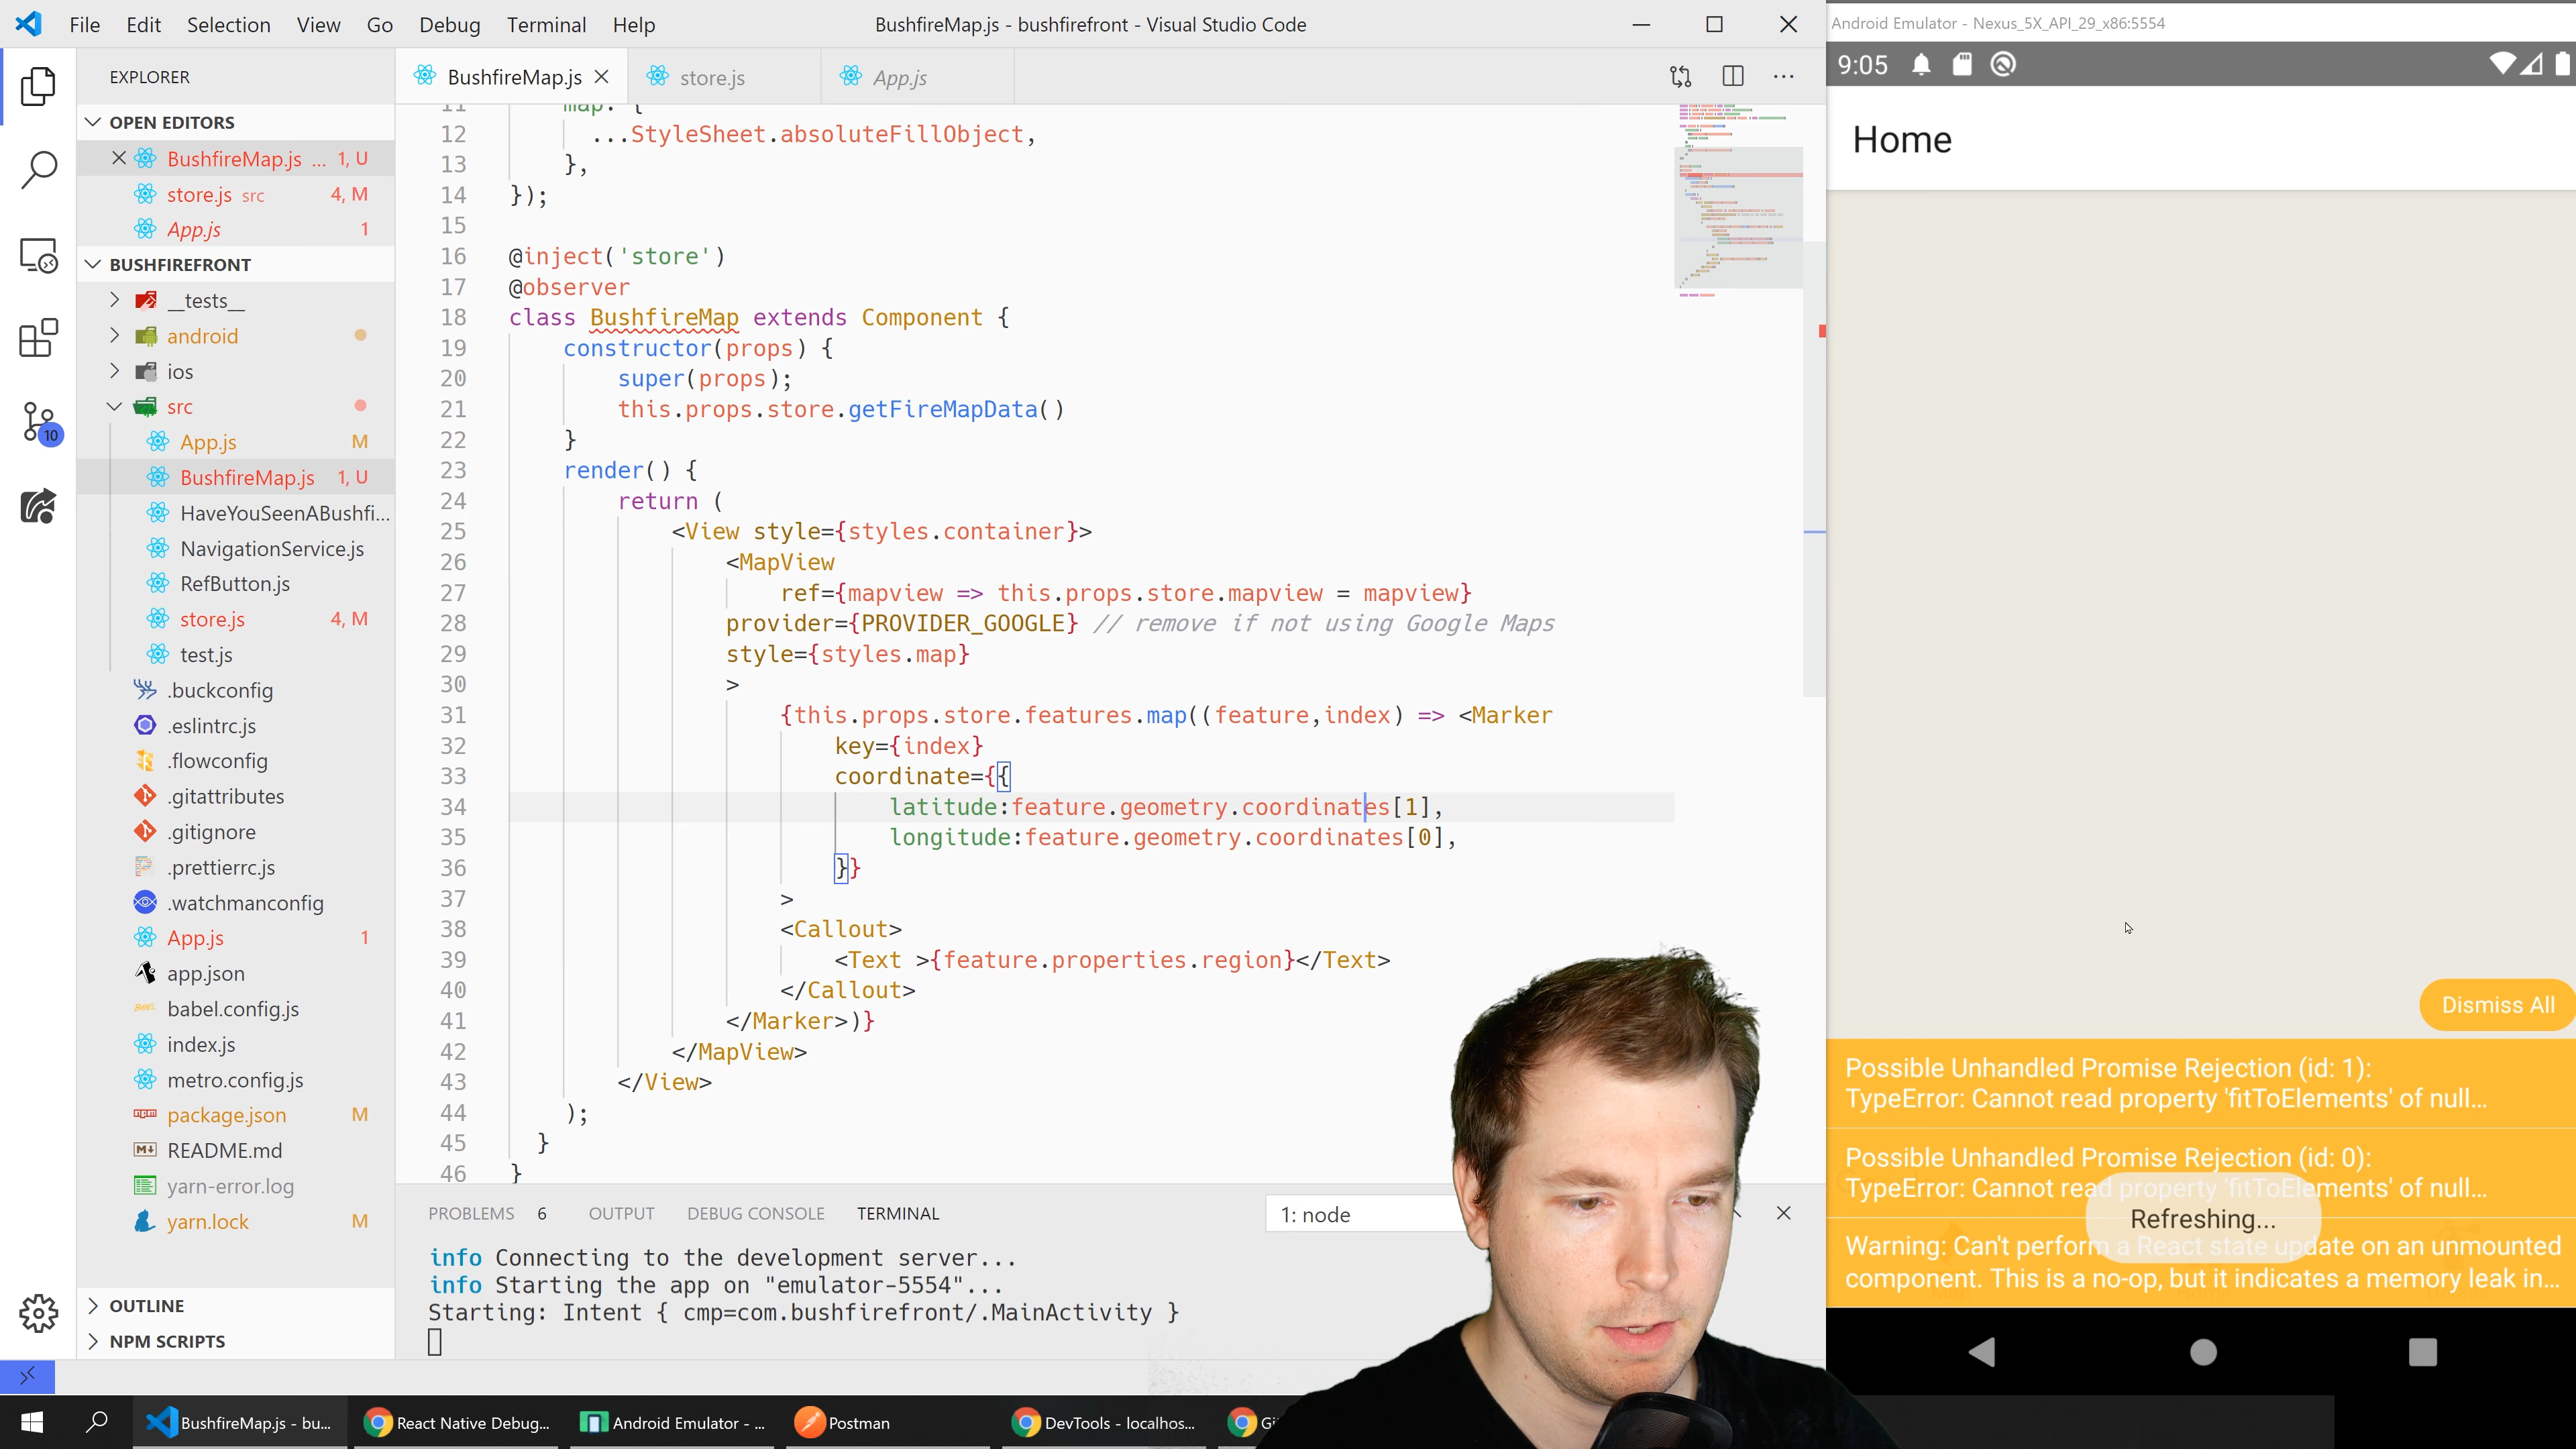 File Edit Selection View Go Debug Terminal Help
BushfireMap.js - bushfirefront - Visual Studio Code
EXPLORER
OPEN EDITORS
BushfireMap.js ... 1, U
store.js src 4, M
App.js 1
BUSHFIREFRONT
__tests__
android
ios
src
App.js M
BushfireMap.js 1, U
HaveYouSeenABushfi...
NavigationService.js
RefButton.js
store.js 4, M
test.js
.buckconfig
.eslintrc.js
.flowconfig
.gitattributes
.gitignore
.prettierrc.js
.watchmanconfig
App.js 1
app.json
babel.config.js
index.js
metro.config.js
package.json M
README.md
yarn-error.log
yarn.lock M
OUTLINE
NPM SCRIPTS
10
BushfireMap.js store.js App.js
11 map: {
12 ...StyleSheet.absoluteFillObject,
13 },
14 });
15
16 @inject('store')
17 @observer
18 class BushfireMap extends Component {
19 constructor(props) {
20 super(props);
21 this.props.store.getFireMapData()
22 }
23 render() {
24 return (
25 <View style={styles.container}>
26 <MapView
27 ref={mapview => this.props.store.mapview = mapview}
28 provider={PROVIDER_GOOGLE} // remove if not using Google Maps
29 style={styles.map}
30 >
31 {this.props.store.features.map((feature,index) => <Marker
32 key={index}
33 coordinate={{
34 latitude:feature.geometry.coordinates[1],
35 longitude:feature.geometry.coordinates[0],
36 }}
37 >
38 <Callout>
39 <Text >{feature.properties.region}</Text>
40 </Callout>
41 </Marker>)}
42 </MapView>
43 </View>
44 );
45 }
46 }
PROBLEMS 6 OUTPUT DEBUG CONSOLE TERMINAL 1: node
info Connecting to the development server...
info Starting the app on "emulator-5554"...
Starting: Intent { cmp=com.bushfirefront/.MainActivity }
Android Emulator - Nexus_5X_API_29_x86:5554
9:05
Home
Dismiss All
Possible Unhandled Promise Rejection (id: 1):
TypeError: Cannot read property 'fitToElements' of null...
Possible Unhandled Promise Rejection (id: 0):
TypeError: Cannot read property 'fitToElements' of null...
Refreshing...
Warning: Can't perform a React state update on an unmounted
component. This is a no-op, but it indicates a memory leak in...
BushfireMap.js - bu... React Native Debug... Android Emulator - ... Postman DevTools - localhos...